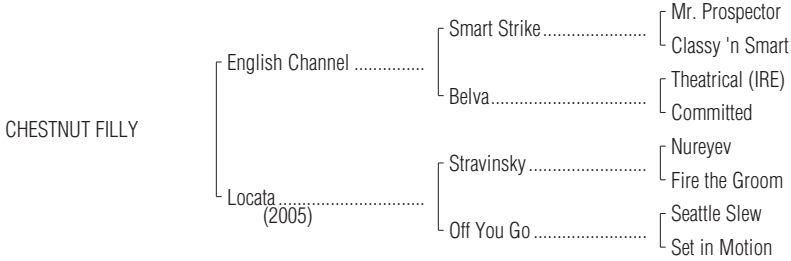 Mr. Prospector
Smart Strike......................
Classy 'n Smart
English Channel ...............
Theatrical (IRE)
Belva.................................
Committed
CHESTNUT FILLY
Nureyev
Stravinsky.........................
Fire the Groom
Locata...............................
(2005)
Seattle Slew
Off You Go........................
Set in Motion